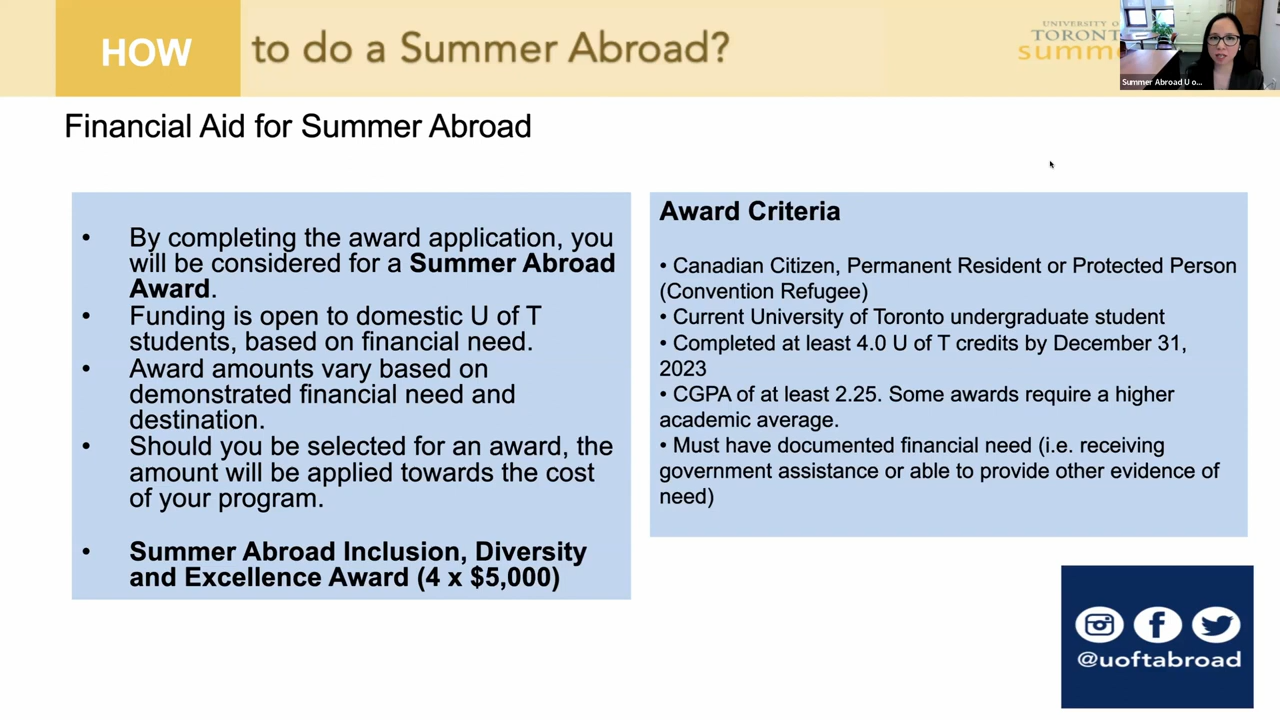 HOW to do a Summer Abroad?
UNIVERSITY O
TORONT
summe
Summer Abroad U o...
Financial Aid for Summer Abroad
• By completing the award application, you
will be considered for a Summer Abroad
Award.
• Funding is open to domestic U of T
students, based on financial need.
• Award amounts vary based on
demonstrated financial need and
destination.
• Should you be selected for an award, the
amount will be applied towards the cost
of your program.
• Summer Abroad Inclusion, Diversity
and Excellence Award (4 x $5,000)
Award Criteria
• Canadian Citizen, Permanent Resident or Protected Person
(Convention Refugee)
• Current University of Toronto undergraduate student
• Completed at least 4.0 U of T credits by December 31,
2023
• CGPA of at least 2.25. Some awards require a higher
academic average.
• Must have documented financial need (i.e. receiving
government assistance or able to provide other evidence of
need)
@uoftabroad